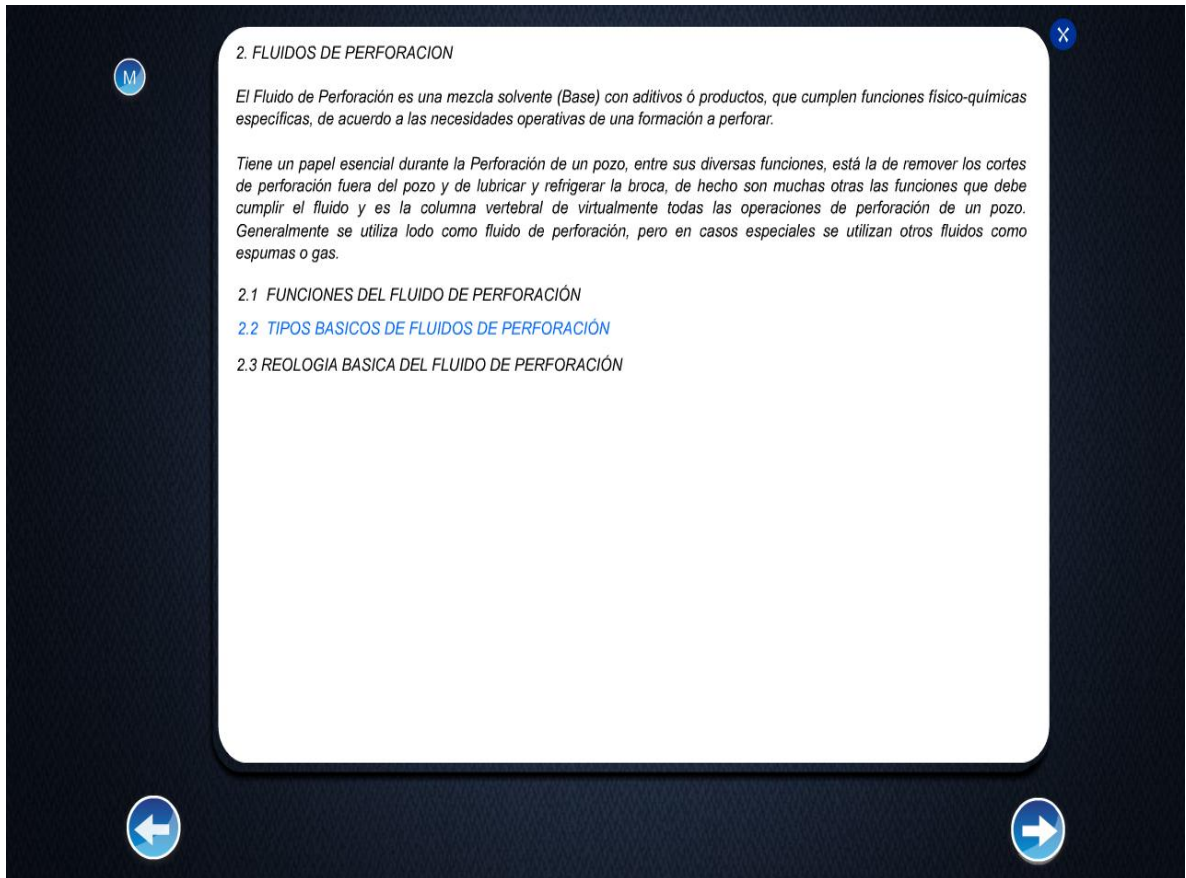 X
M
2. FLUIDOS DE PERFORACION
El Fluido de Perforación es una mezcla solvente (Base) con aditivos ó productos, que cumplen funciones físico-químicas
específicas, de acuerdo a las necesidades operativas de una formación a perforar.
Tiene un papel esencial durante la Perforación de un pozo, entre sus diversas funciones, está la de remover los cortes
de perforación fuera del pozo y de lubricar y refrigerar la broca, de hecho son muchas otras las funciones que debe
cumplir el fluido y es la columna vertebral de virtualmente todas las operaciones de perforación de un pozo.
Generalmente se utiliza lodo como fluido de perforación, pero en casos especiales se utilizan otros fluidos como
espumas o gas.
2.1 FUNCIONES DEL FLUIDO DE PERFORACIÓN
2.2 TIPOS BASICOS DE FLUIDOS DE PERFORACIÓN
2.3 REOLOGIA BASICA DEL FLUIDO DE PERFORACIÓN